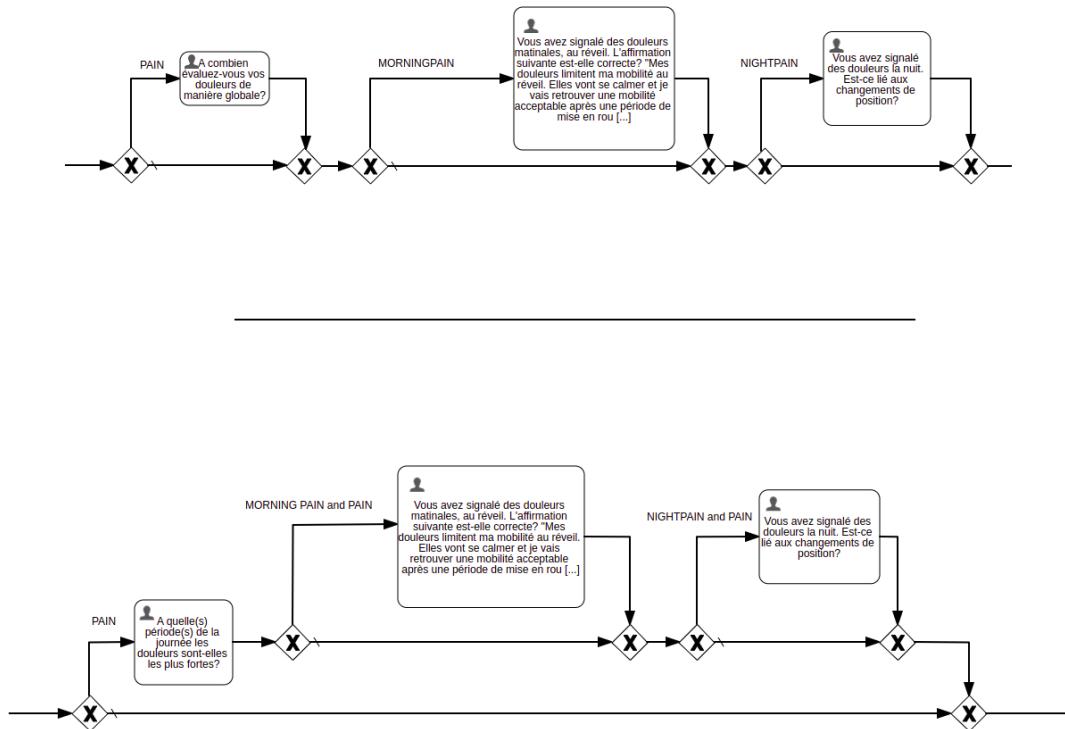 PAIN
A combien
évaluez-vous vos
douleurs de
manière globale?
MORNINGPAIN
Vous avez signalé des douleurs
matinales, au réveil. L'affirmation
suivante est-elle correcte? "Mes
douleurs limitent ma mobilité au
réveil. Elles vont se calmer et je
vais retrouver une mobilité
acceptable après une période de
mise en rou [...]
NIGHTPAIN
Vous avez signalé
des douleurs la nuit.
Est-ce lié aux
changements de
position?
X
X
X
X
X
X
MORNING PAIN and PAIN
Vous avez signalé des douleurs
matinales, au réveil. L'affirmation
suivante est-elle correcte? "Mes
douleurs limitent ma mobilité au réveil.
Elles vont se calmer et je vais
retrouver une mobilité acceptable
après une période de mise en rou [...]
NIGHTPAIN and PAIN
Vous avez signalé des
douleurs la nuit. Est-ce
lié aux changements de
position?
PAIN
A quelle(s)
période(s) de la
journée les
douleurs sont-elles
les plus fortes?
X
X
X
X
X
X